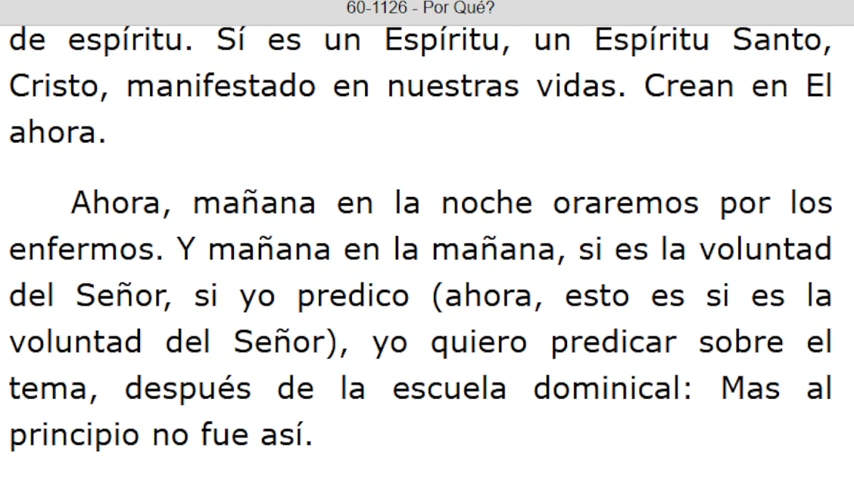 60-1126 - Por Qué?
de espíritu. Sí es un Espíritu, un Espíritu Santo,
Cristo, manifestado en nuestras vidas. Crean en El
ahora.
Ahora, mañana en la noche oraremos por los
enfermos. Y mañana en la mañana, si es la voluntad
del Señor, si yo predico (ahora, esto es si es la
voluntad del Señor), yo quiero predicar sobre el
tema, después de la escuela dominical: Mas al
principio no fue así.